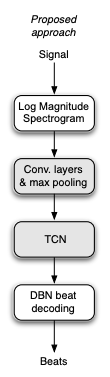 Proposed
approach
Signal
Log Magnitude
Spectrogram
Conv. layers
& max pooling
TCN
DBN beat
decoding
Beats